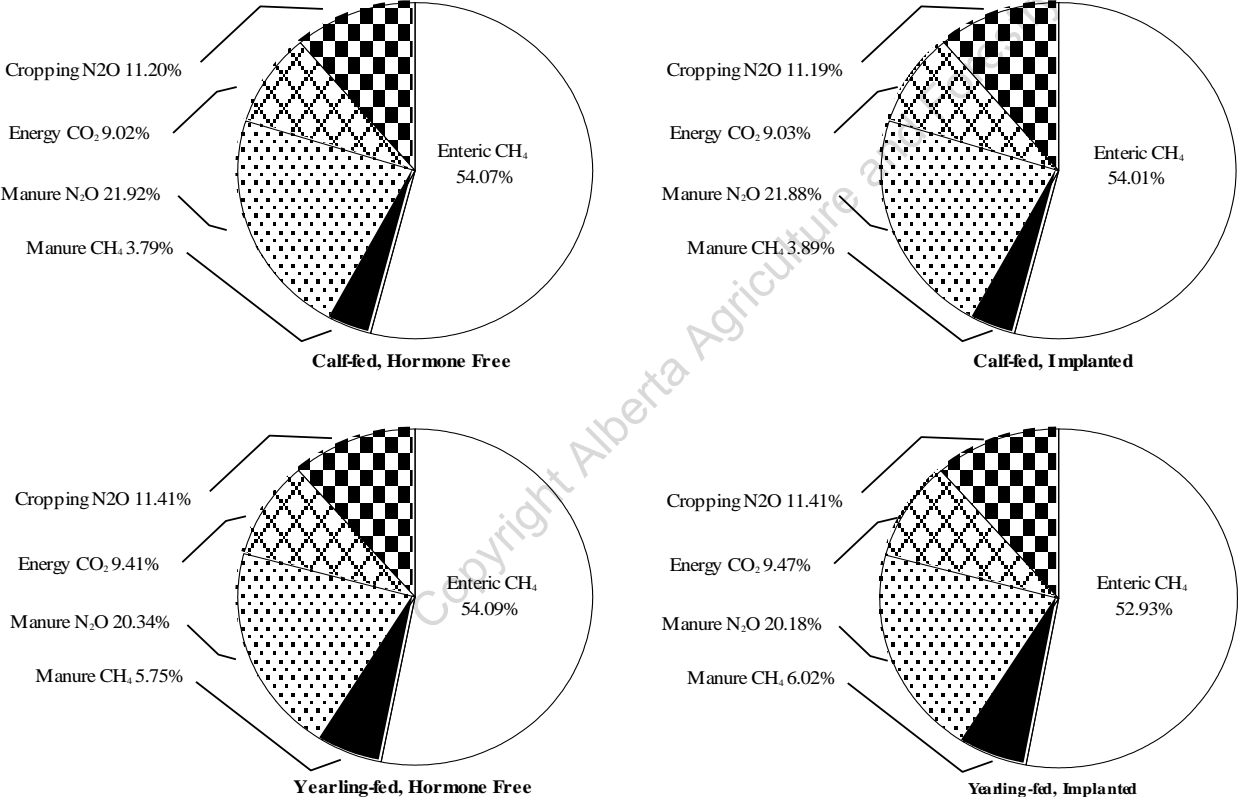 Cropping N2O 11.20%
Energy CO₂ 9.02%
Manure N₂O 21.92%
Manure CH₄ 3.79%
Enteric CH₄
54.07%
Calf-fed, Hormone Free
Cropping N2O 11.19%
Energy CO₂ 9.03%
Manure N₂O 21.88%
Manure CH₄ 3.89%
Enteric CH₄
54.01%
Calf-fed, Implanted
Cropping N2O 11.41%
Energy CO₂ 9.41%
Manure N₂O 20.34%
Manure CH₄ 5.75%
Enteric CH₄
54.09%
Yearling-fed, Hormone Free
Cropping N2O 11.41%
Energy CO₂ 9.47%
Manure N₂O 20.18%
Manure CH₄ 6.02%
Enteric CH₄
52.93%
Yearling-fed, Implanted
Copyright Alberta Agriculture and